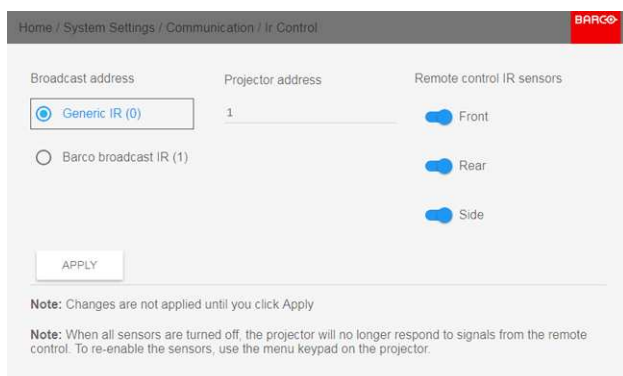 Home / System Settings / Communication / Ir Control
BARCO
Broadcast address
Projector address
Remote control IR sensors
Generic IR (0)
1
Front
Barco broadcast IR (1)
Rear
Side
APPLY
Note: Changes are not applied until you click Apply
Note: When all sensors are turned off, the projector will no longer respond to signals from the remote
control. To re-enable the sensors, use the menu keypad on the projector.